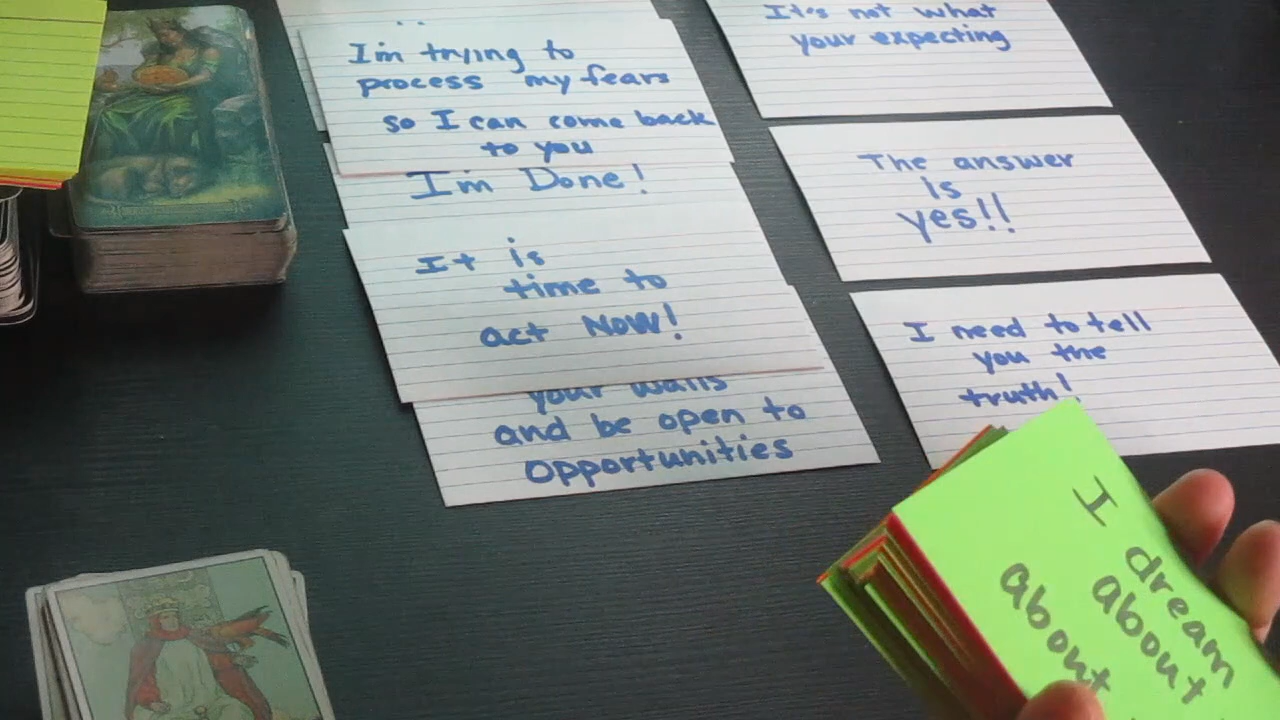 I'm trying to
process my fears
so I can come back
to you
I'm Done!
It is
time to
act Now!
your walls
and be open to
opportunities
It's not what
your expecting
The answer
is
yes!!
I need to tell
you the
truth!
I
dream
about
about